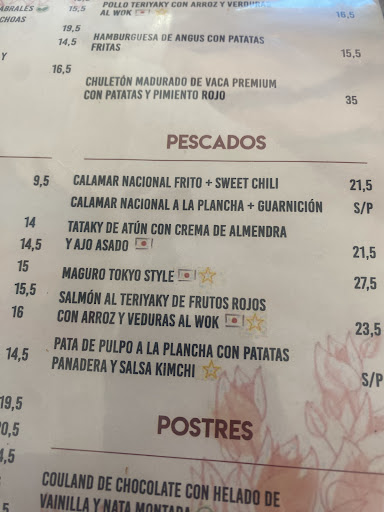 ABRALES
CHOAS
Y
15,5
19,5
14,5
16,5
POLLO TERIYAKY CON ARROZ Y VERDURAS
AL WOK 16,5
HAMBURGUESA DE ANGUS CON PATATAS
FRITAS 15,5
CHULETÓN MADURADO DE VACA PREMIUM
CON PATATAS Y PIMIENTO ROJO 35
PESCADOS
9,5
14
14,5
15
15,5
16
14,5
19,5
CALAMAR NACIONAL FRITO + SWEET CHILI 21,5
CALAMAR NACIONAL A LA PLANCHA + GUARNICIÓN S/P
TATAKY DE ATÚN CON CREMA DE ALMENDRA
Y AJO ASADO 21,5
MAGURO TOKYO STYLE 27,5
SALMÓN AL TERIYAKY DE FRUTOS ROJOS
CON ARROZ Y VEDURAS AL WOK 23,5
PATA DE PULPO A LA PLANCHA CON PATATAS
PANADERA Y SALSA KIMCHI S/P
POSTRES
COULAND DE CHOCOLATE CON HELADO DE
VAINILLA Y NATA MONTADA